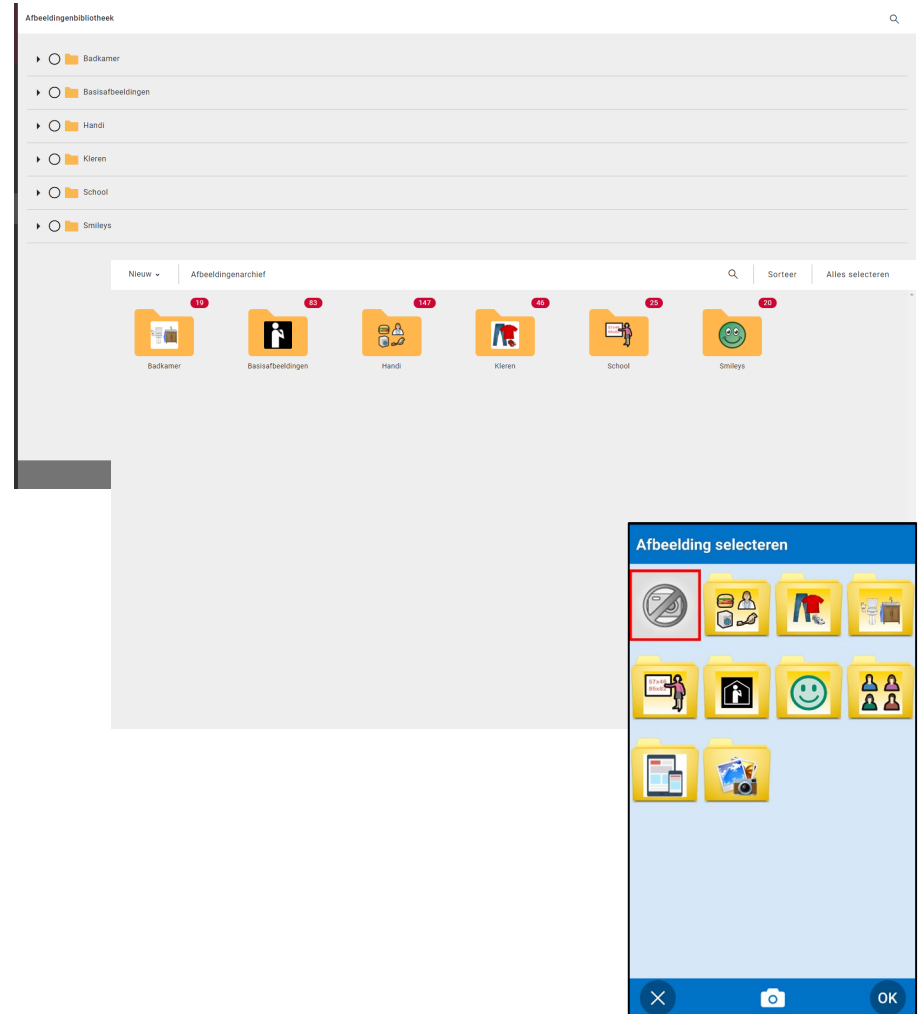 Afbeeldingenbibliotheek
Badkamer
Basisafbeeldingen
Handi
Kleren
School
Smileys
Nieuw Afbeeldingenarchief Sorteer Alles selecteren
19 83 147 46 25 20
Badkamer Basisafbeeldingen Handi Kleren School Smileys
Afbeelding selecteren
OK